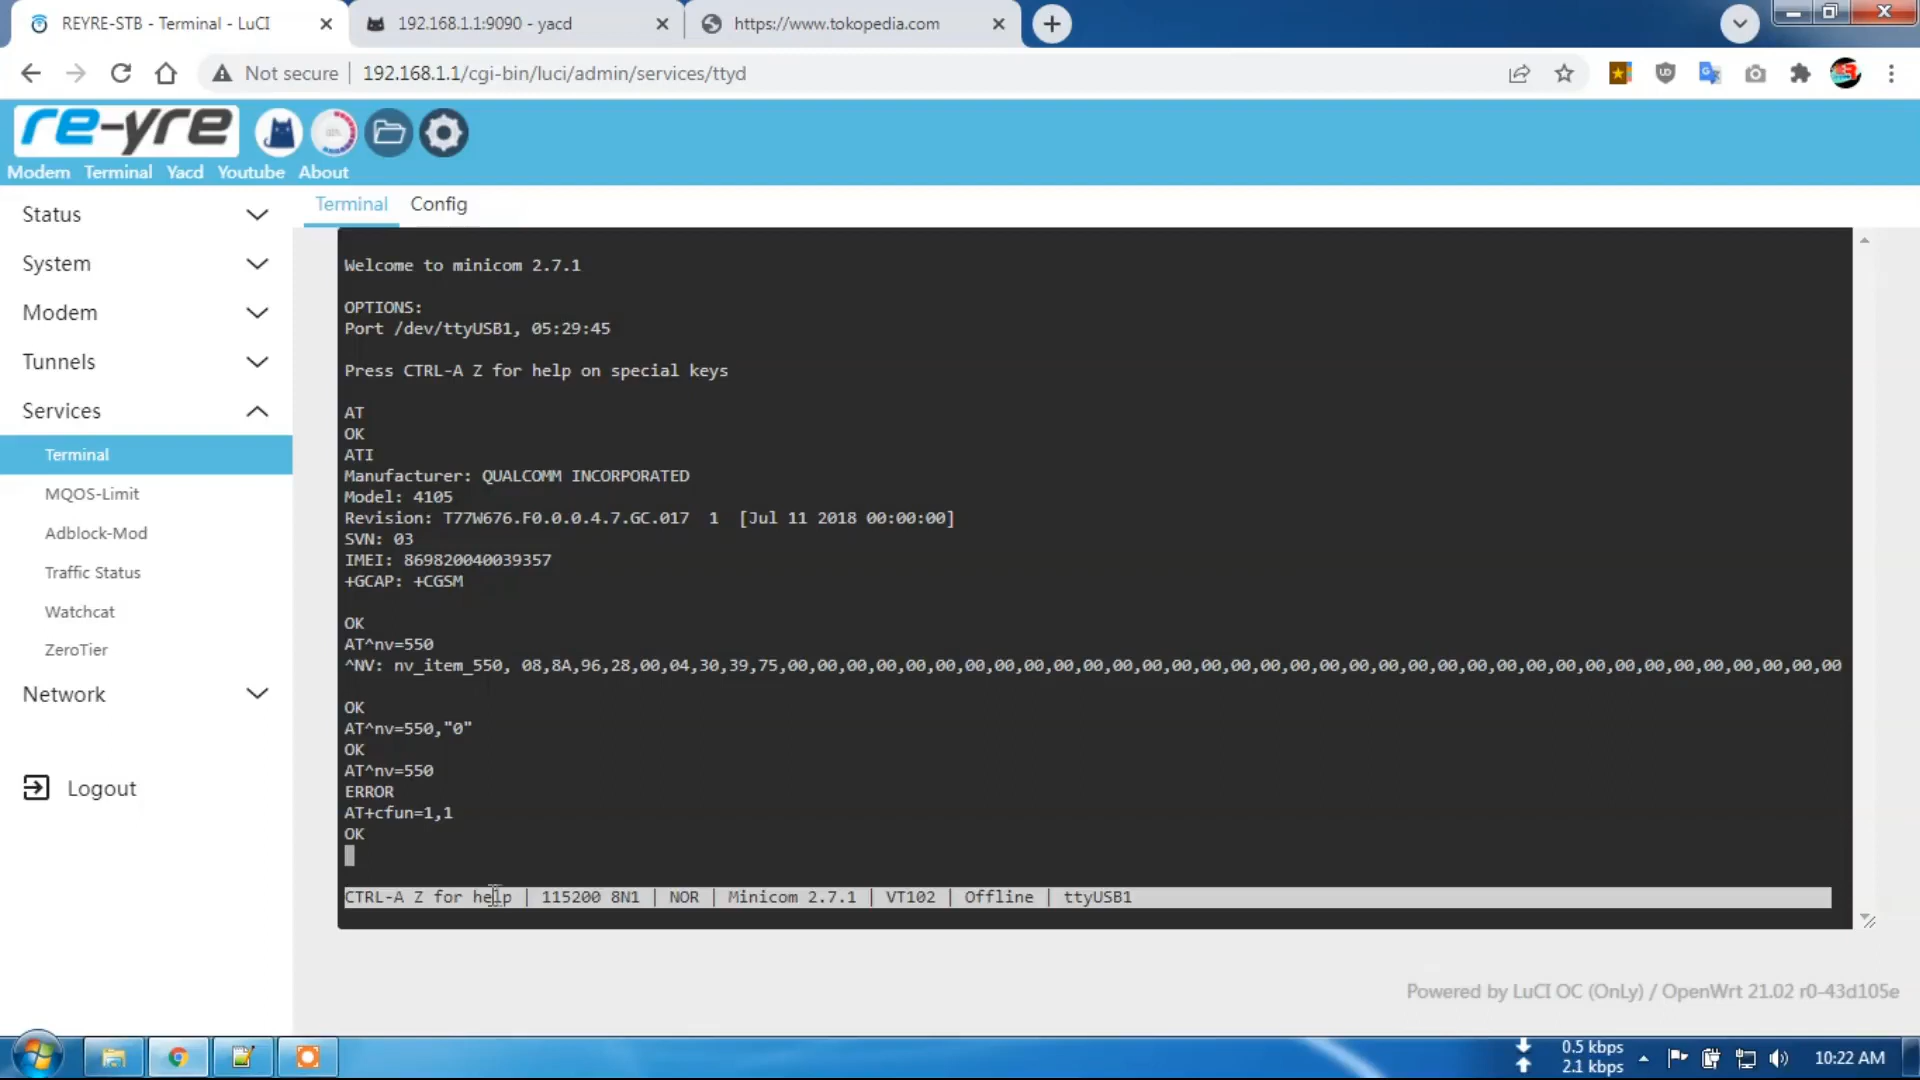 REYRE-STB - Terminal - LuCI
192.168.1.1:9090 - yacd
https://www.tokopedia.com
Not secure
192.168.1.1/cgi-bin/luci/admin/services/ttyd
re-yre
Modem Terminal Yacd Youtube About
Status
System
Modem
Tunnels
Services
Terminal
MQOS-Limit
Adblock-Mod
Traffic Status
Watchcat
ZeroTier
Network
Logout
Terminal Config
Welcome to minicom 2.7.1
OPTIONS:
Port /dev/ttyUSB1, 05:29:45
Press CTRL-A Z for help on special keys
AT
OK
ATI
Manufacturer: QUALCOMM INCORPORATED
Model: 4105
Revision: T77W676.F0.0.0.4.7.GC.017  1  [Jul 11 2018 00:00:00]
SVN: 03
IMEI: 869820040039357
+GCAP: +CGSM
OK
AT^nv=550
^NV: nv_item_550, 08,8A,96,28,00,04,30,39,75,00,00,00,00,00,00,00,00,00,00,00,00,00,00,00,00,00,00,00,00,00,00,00,00,00,00,00,00,00,00,00,00,00,00,00,00
OK
AT^nv=550,"0"
OK
AT^nv=550
ERROR
AT+cfun=1,1
OK
CTRL-A Z for help | 115200 8N1 | NOR | Minicom 2.7.1 | VT102 | Offline | ttyUSB1
Powered by LuCI OC (OnLy) / OpenWrt 21.02 r0-43d105e
0.5 kbps
2.1 kbps
10:22 AM